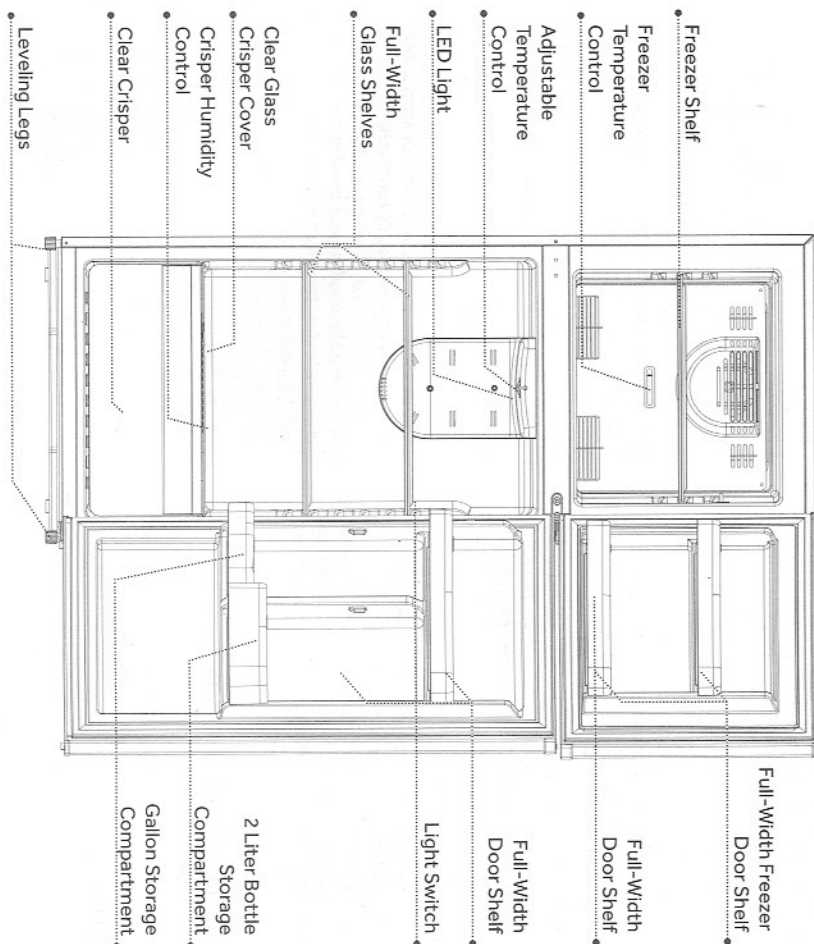 Freezer Shelf
Freezer
Temperature
Control
Adjustable
Temperature
Control
LED Light
Full-Width
Glass Shelves
Clear Glass
Crisper Cover
Crisper Humidity
Control
Clear Crisper
Leveling Legs
Full-Width Freezer
Door Shelf
Full-Width
Door Shelf
Full-Width
Door Shelf
Light Switch
2 Liter Bottle
Storage
Compartment
Gallon Storage
Compartment